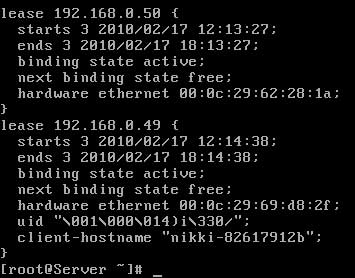 lease 192.168.0.50 {
  starts 3 2010/02/17 12:13:27;
  ends 3 2010/02/17 18:13:27;
  binding state active;
  next binding state free;
  hardware ethernet 00:0c:29:62:28:1a;
}
lease 192.168.0.49 {
  starts 3 2010/02/17 12:14:38;
  ends 3 2010/02/17 18:14:38;
  binding state active;
  next binding state free;
  hardware ethernet 00:0c:29:69:d8:2f;
  uid "\001\000\014)i\330/";
  client-hostname "nikki-82617912b";
}
[root@Server ~]# _